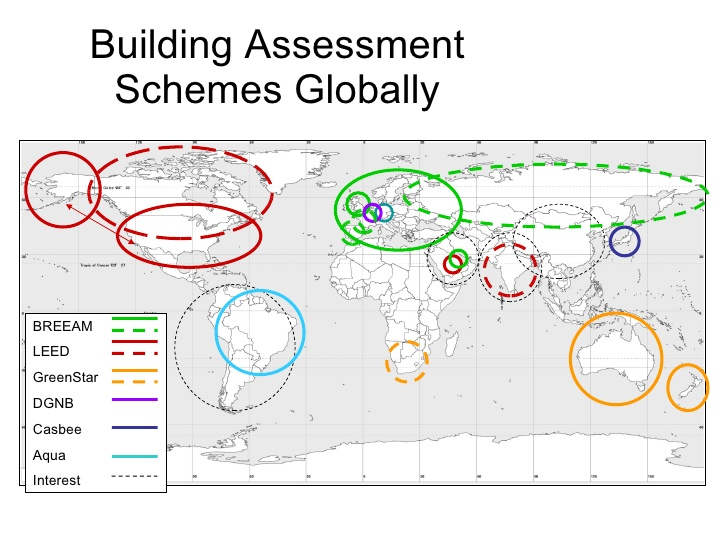 Building Assessment
Schemes Globally
BREEAM
LEED
GreenStar
DGNB
Casbee
Aqua
Interest